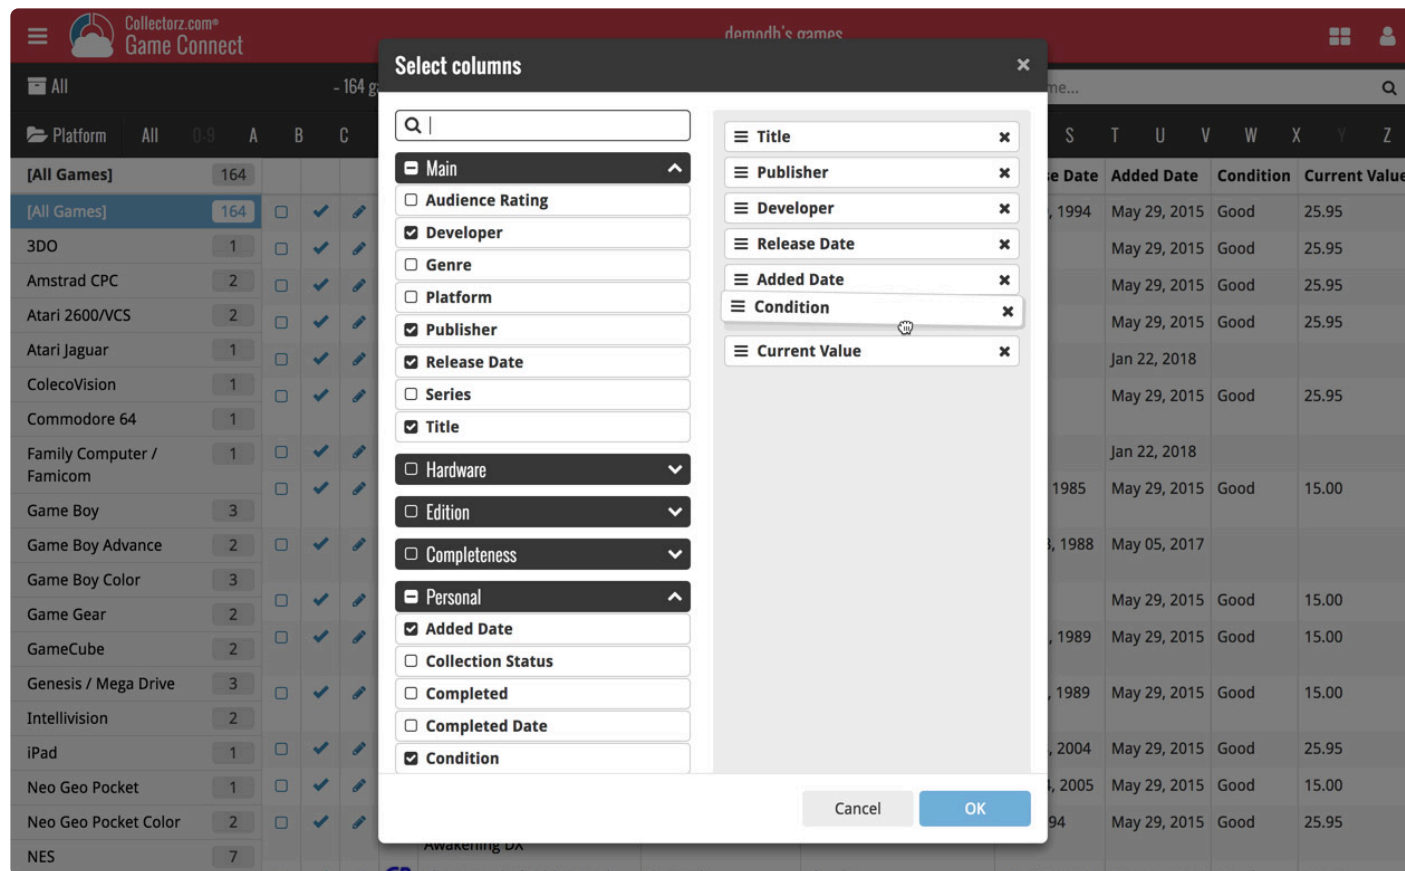 Collectorz.com®
Game Connect
demodb's games
All
- 164
Platform All 0-9 A B C S T U V W X Y Z
Select columns
Main
Audience Rating
Developer
Genre
Platform
Publisher
Release Date
Series
Title
Hardware
Edition
Completeness
Personal
Added Date
Collection Status
Completed
Completed Date
Condition
Title
Publisher
Developer
Release Date
Added Date
Condition
Current Value
Cancel OK
[All Games] 164
[All Games] 164
3DO 1
Amstrad CPC 2
Atari 2600/VCS 2
Atari Jaguar 1
ColecoVision 1
Commodore 64 1
Family Computer / 1
Famicom
Game Boy 3
Game Boy Advance 2
Game Boy Color 3
Game Gear 2
GameCube 2
Genesis / Mega Drive 3
Intellivision 2
iPad 1
Neo Geo Pocket 1
Neo Geo Pocket Color 2
NES 7
Date Added Date Condition Current Value
, 1994 May 29, 2015 Good 25.95
May 29, 2015 Good 25.95
May 29, 2015 Good 25.95
May 29, 2015 Good 25.95
Jan 22, 2018
May 29, 2015 Good 25.95
Jan 22, 2018
1985 May 29, 2015 Good 15.00
, 1988 May 05, 2017
May 29, 2015 Good 15.00
, 1989 May 29, 2015 Good 15.00
, 1989 May 29, 2015 Good 15.00
, 2004 May 29, 2015 Good 25.95
, 2005 May 29, 2015 Good 15.00
94 May 29, 2015 Good 25.95
Awakening DX